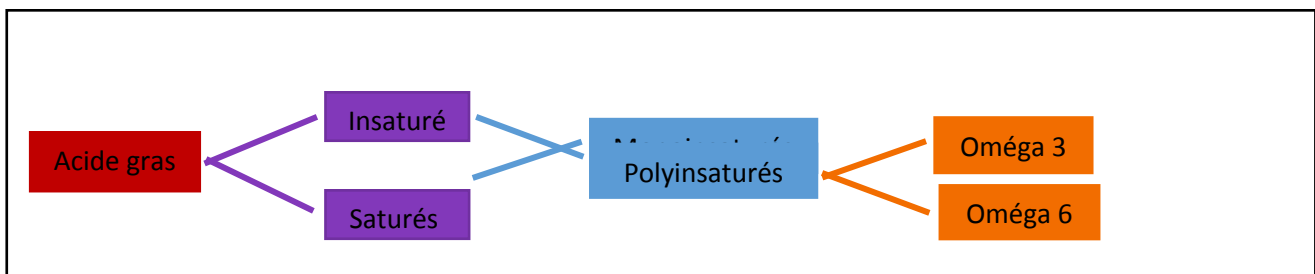 Acide gras
Insaturé
Saturés
Polyinsaturés
Oméga 3
Oméga 6